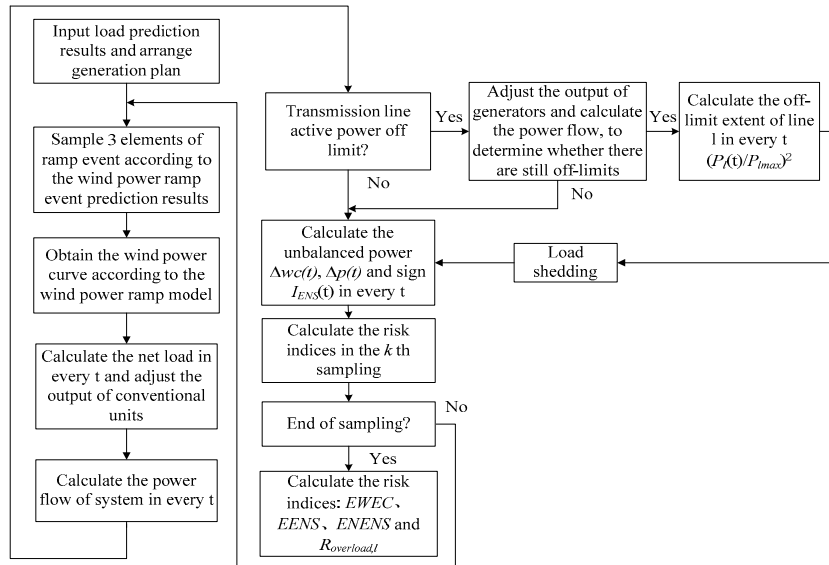 Input load prediction
results and arrange
generation plan
Sample 3 elements of
ramp event according to
the wind power ramp
event prediction results
Obtain the wind power
curve according to the
wind power ramp model
Calculate the net load in
every t and adjust the
output of conventional
units
Calculate the power
flow of system in every t
Transmission line
active power off
limit?
Yes
No
Adjust the output of
generators and calculate
the power flow, to
determine whether there
are still off-limits
Yes
No
Calculate the off-
limit extent of line
l in every t
(P_l(t)/P_lmax)²
Load
shedding
Calculate the
unbalanced power
Δwc(t), Δp(t) and sign
I_ENS(t) in every t
Calculate the risk
indices in the k th
sampling
End of sampling?
No
Yes
Calculate the risk
indices: EWEC、
EENS、ENENS and
R_overload,l